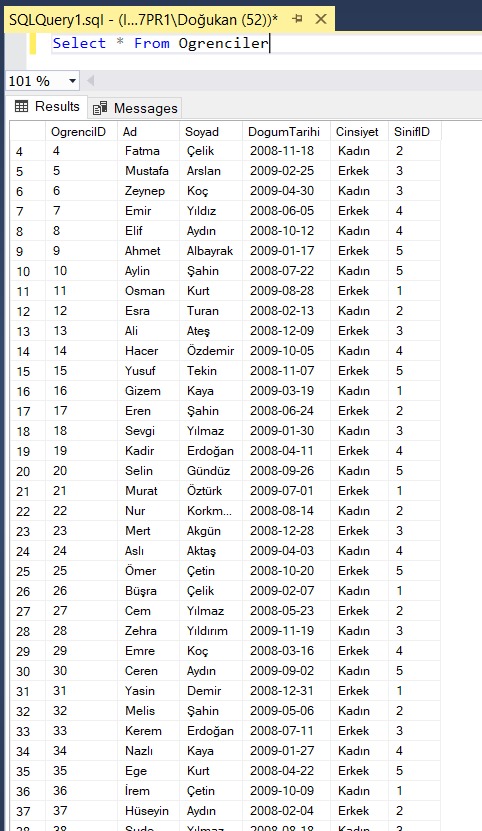 SQLQuery1.sql - (l...7PR1\Doğukan (52))*
Select * From Ogrenciler
101 %
Results Messages
OgrenciID Ad Soyad DogumTarihi Cinsiyet SinifID
4 4 Fatma Çelik 2008-11-18 Kadın 2
5 5 Mustafa Arslan 2009-02-25 Erkek 3
6 6 Zeynep Koç 2009-04-30 Kadın 3
7 7 Emir Yıldız 2008-06-05 Erkek 4
8 8 Elif Aydın 2008-10-12 Kadın 4
9 9 Ahmet Albayrak 2009-01-17 Erkek 5
10 10 Aylin Şahin 2008-07-22 Kadın 5
11 11 Osman Kurt 2009-08-28 Erkek 1
12 12 Esra Turan 2008-02-13 Kadın 2
13 13 Ali Ateş 2008-12-09 Erkek 3
14 14 Hacer Özdemir 2009-10-05 Kadın 4
15 15 Yusuf Tekin 2008-11-07 Erkek 5
16 16 Gizem Kaya 2009-03-19 Kadın 1
17 17 Eren Şahin 2008-06-24 Erkek 2
18 18 Sevgi Yılmaz 2009-01-30 Kadın 3
19 19 Kadir Erdoğan 2008-04-11 Erkek 4
20 20 Selin Gündüz 2008-09-26 Kadın 5
21 21 Murat Öztürk 2009-07-01 Erkek 1
22 22 Nur Korkm... 2008-08-14 Kadın 2
23 23 Mert Akgün 2008-12-28 Erkek 3
24 24 Aslı Aktaş 2009-04-03 Kadın 4
25 25 Ömer Çetin 2008-10-20 Erkek 5
26 26 Büşra Çelik 2009-02-07 Kadın 1
27 27 Cem Yılmaz 2008-05-23 Erkek 2
28 28 Zehra Yıldırım 2009-11-19 Kadın 3
29 29 Emre Koç 2008-03-16 Erkek 4
30 30 Ceren Aydın 2009-09-02 Kadın 5
31 31 Yasin Demir 2008-12-31 Erkek 1
32 32 Melis Şahin 2009-05-06 Kadın 2
33 33 Kerem Erdoğan 2008-07-11 Erkek 3
34 34 Nazlı Kaya 2009-01-27 Kadın 4
35 35 Ege Kurt 2008-04-22 Erkek 5
36 36 İrem Çetin 2009-10-09 Kadın 1
37 37 Hüseyin Aydın 2008-02-04 Erkek 2
38 38 Yılmaz 2008-08-18 Kadın 3